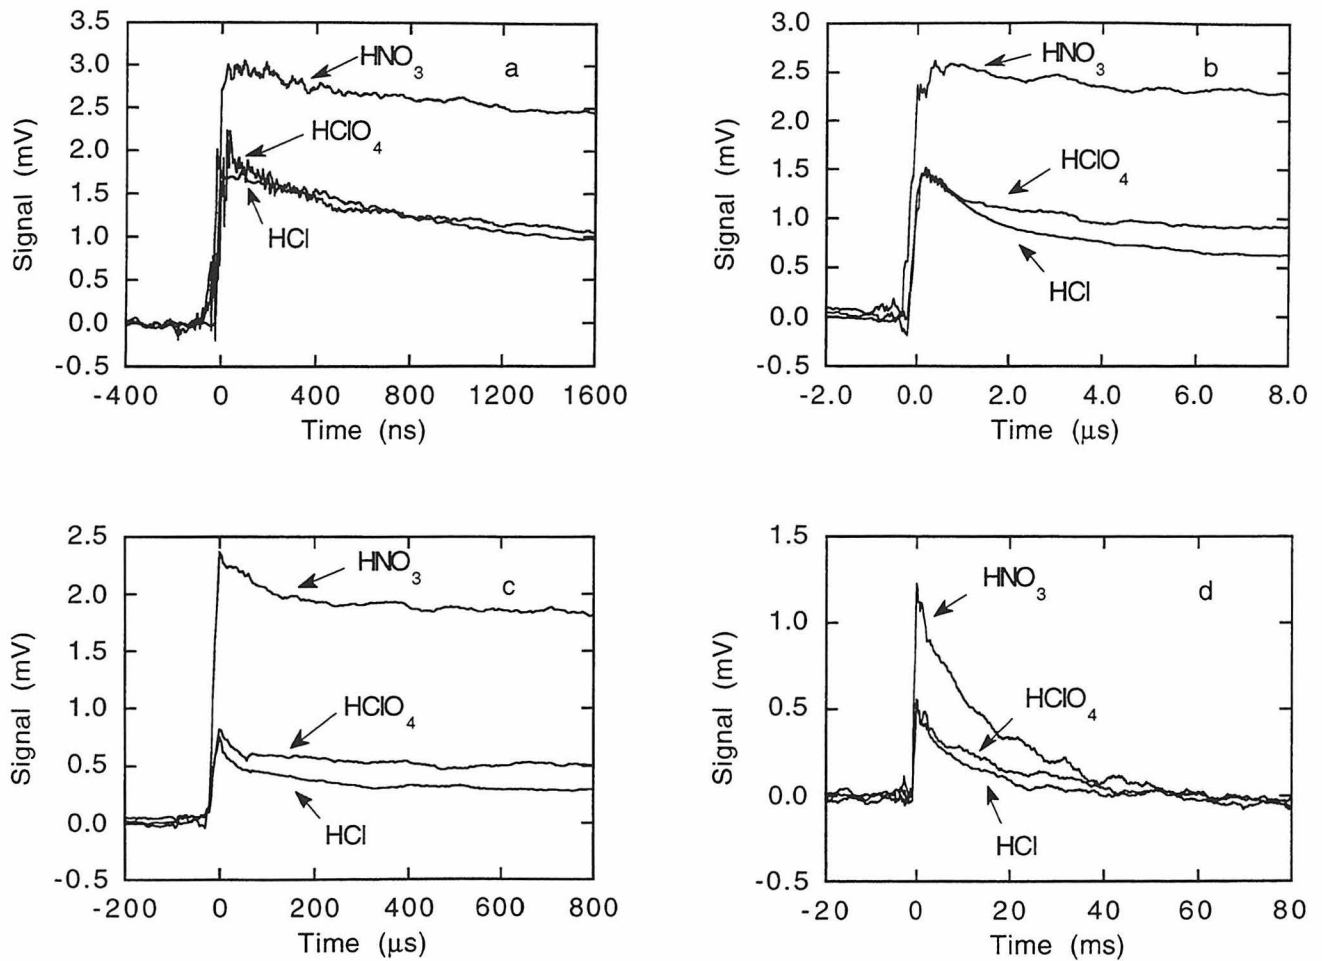 3.5
3.0
2.5
2.0
1.5
1.0
0.5
0.0
-0.5
Signal (mV)
HNO3
a
HClO4
HCl
-400 0 400 800 1200 1600
Time (ns)
3.0
2.5
2.0
1.5
1.0
0.5
0.0
-0.5
Signal (mV)
HNO3
b
HClO4
HCl
-2.0 0.0 2.0 4.0 6.0 8.0
Time (μs)
2.5
2.0
1.5
1.0
0.5
0.0
-0.5
Signal (mV)
HNO3
c
HClO4
HCl
-200 0 200 400 600 800
Time (μs)
1.5
1.0
0.5
0.0
-0.5
Signal (mV)
HNO3
d
HClO4
HCl
-20 0 20 40 60 80
Time (ms)